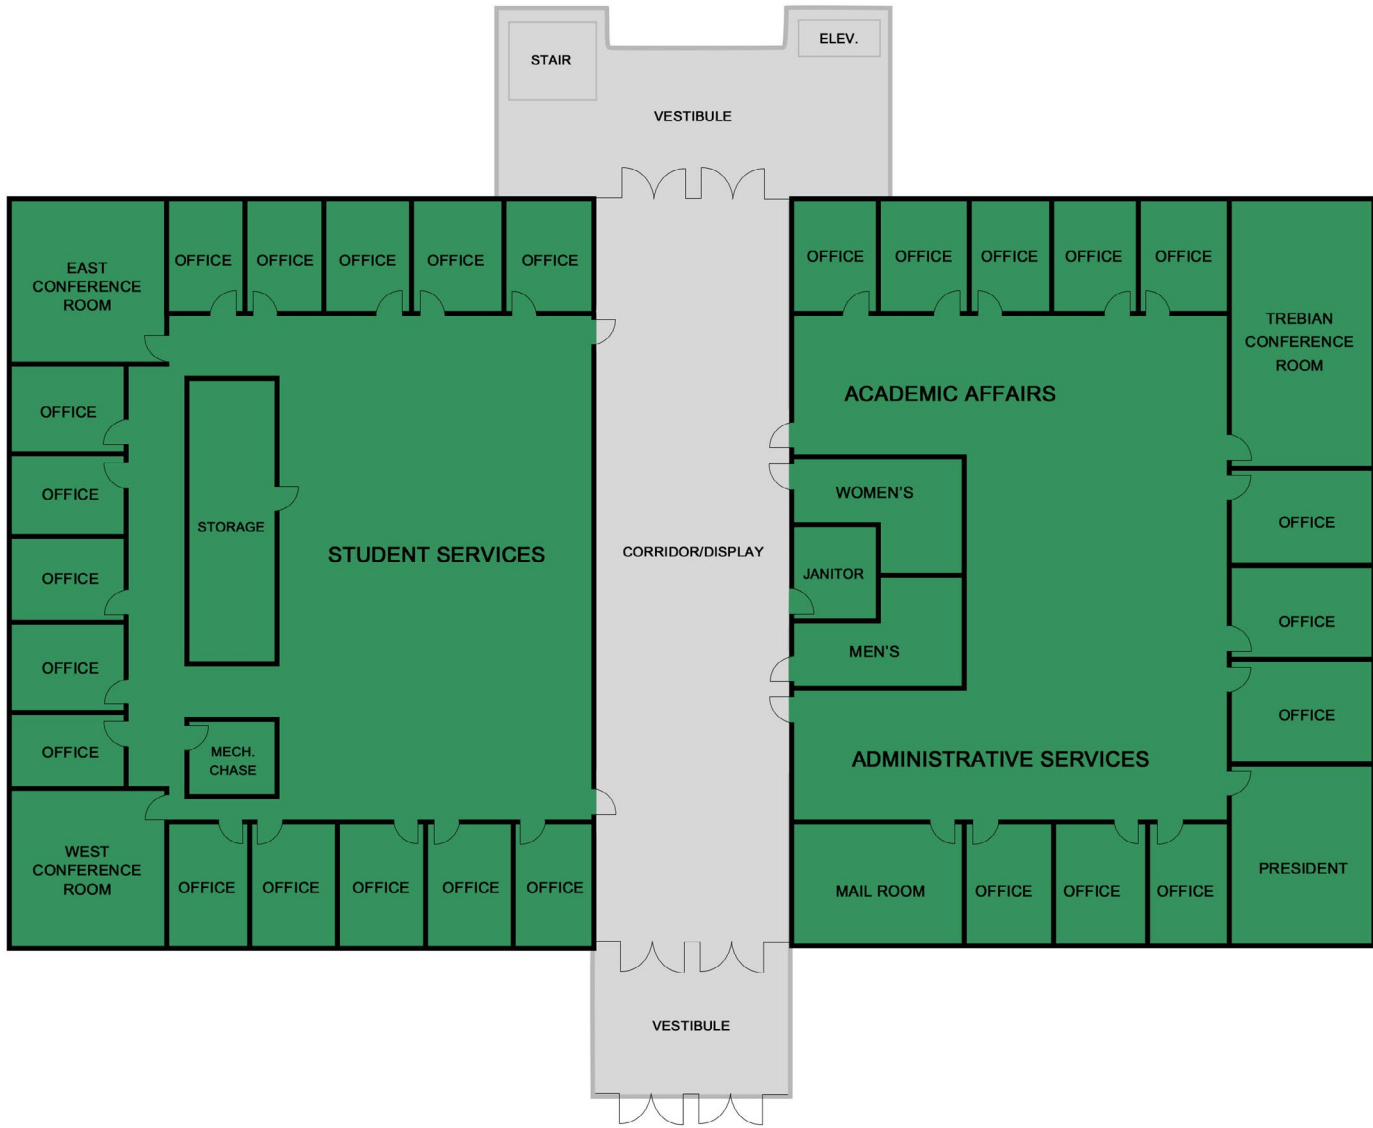 STAIR
ELEV.
VESTIBULE
EAST
CONFERENCE
ROOM
OFFICE
OFFICE
OFFICE
OFFICE
OFFICE
OFFICE
OFFICE
OFFICE
OFFICE
OFFICE
TREBIAN
CONFERENCE
ROOM
OFFICE
OFFICE
OFFICE
OFFICE
OFFICE
STORAGE
STUDENT SERVICES
MECH.
CHASE
CORRIDOR/DISPLAY
ACADEMIC AFFAIRS
WOMEN'S
JANITOR
MEN'S
ADMINISTRATIVE SERVICES
OFFICE
OFFICE
OFFICE
PRESIDENT
WEST
CONFERENCE
ROOM
OFFICE
OFFICE
OFFICE
OFFICE
OFFICE
MAIL ROOM
OFFICE
OFFICE
OFFICE
VESTIBULE